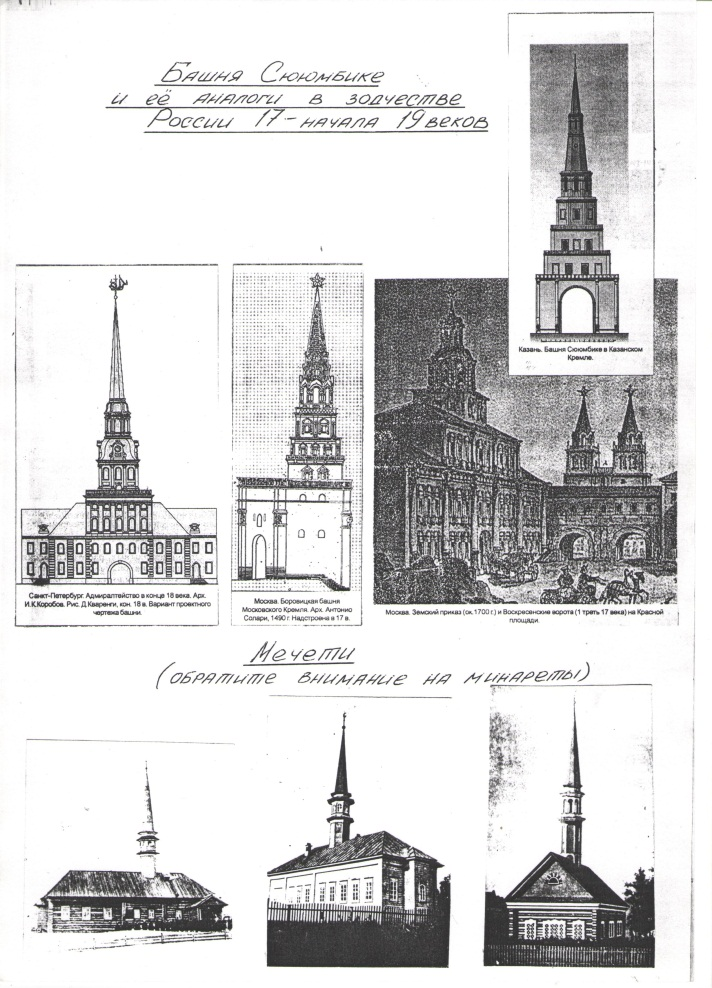 Башня Сююмбике
и её аналоги в зодчестве
России 17-начала 19 веков
Казань. Башня Сююмбике в Казанском
Кремле.
Санкт-Петербург. Адмиралтейство в конце 18 века. Арх.
И.К.Коробов. Рис. Д.Кваренги, кон. 18 в. Вариант проектного
чертежа башни.
Москва. Боровицкая башня
Московского Кремля. Арх. Антонио
Солари, 1490 г. Надстроена в 17 в.
Москва. Земский приказ (ок.1700 г.) и Воскресенские ворота (1 треть 17 века) на Красной
площади.
Мечети
(обратите внимание на минареты)